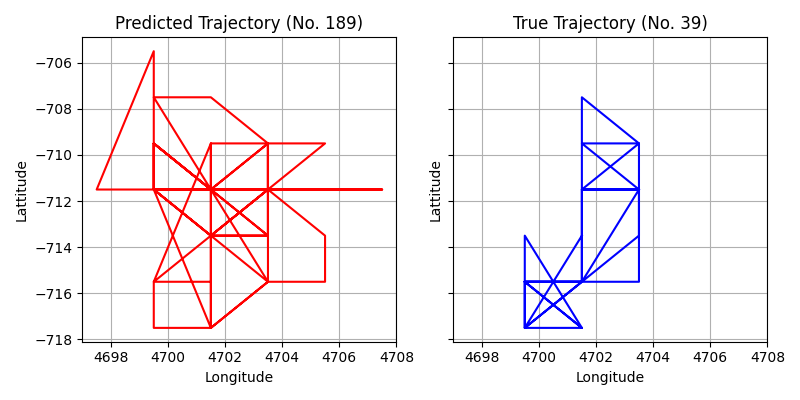 Predicted Trajectory (No. 189)
−706
−708
−710
−712
−714
−716
−718
Lattitude
4698 4700 4702 4704 4706 4708
Longitude
True Trajectory (No. 39)
Lattitude
4698 4700 4702 4704 4706 4708
Longitude